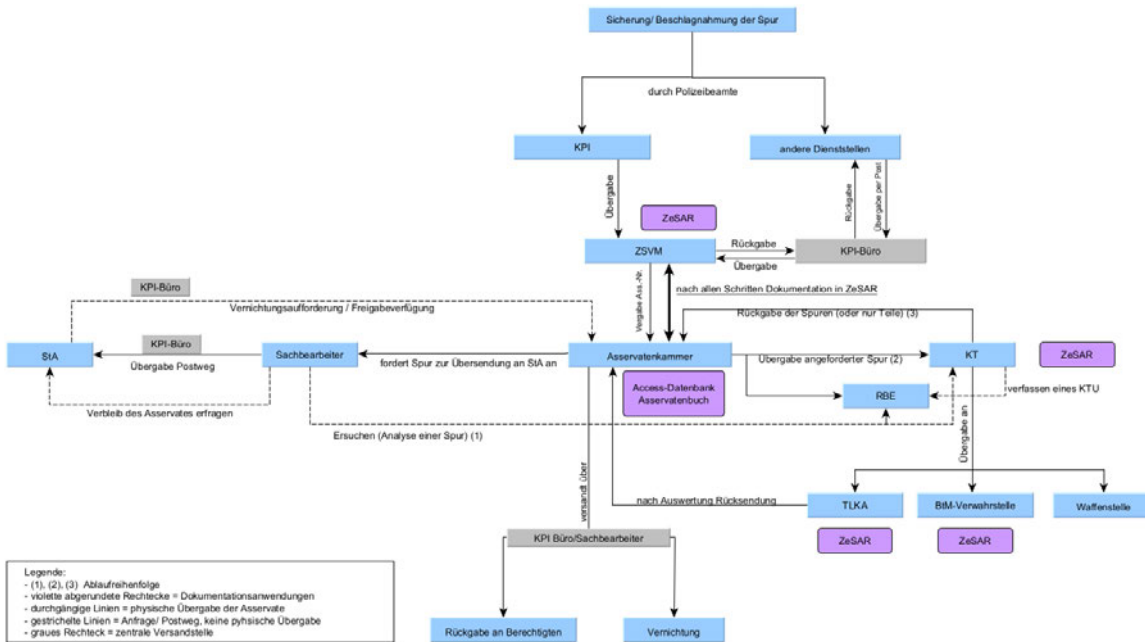 Sicherung/ Beschlagnahmung der Spur
durch Polizeibeamte
KPI
andere Dienststellen
Übergabe
Rückgabe
Übergabe per Post
ZeSAR
ZSVM
Rückgabe
Übergabe
KPI-Büro
Vergabe Ass.-Nr.
nach allen Schritten Dokumentation in ZeSAR
KPI-Büro
Vernichtungsaufforderung / Freigabeverfügung
Rückgabe der Spuren (oder nur Teile) (3)
StA
KPI-Büro
Übergabe Postweg
Sachbearbeiter
fordert Spur zur Übersendung an StA an
Asservatenkammer
Übergabe angeforderter Spur (2)
KT
ZeSAR
Access-Datenbank
Asservatenbuch
RBE
verfassen eines KTU
Verbleib des Asservates erfragen
Ersuchen (Analyse einer Spur) (1)
Übergabe an
versandt über
nach Auswertung Rücksendung
TLKA
BtM-Verwahrstelle
Waffenstelle
ZeSAR
ZeSAR
KPI Büro/Sachbearbeiter
Rückgabe an Berechtigten
Vernichtung
Legende:
- (1), (2), (3) Ablaufreihenfolge
- violette abgerundete Rechtecke = Dokumentationsanwendungen
- durchgängige Linien = physische Übergabe der Asservate
- gestrichelte Linien = Anfrage/ Postweg, keine pyhsische Übergabe
- graues Rechteck = zentrale Versandstelle